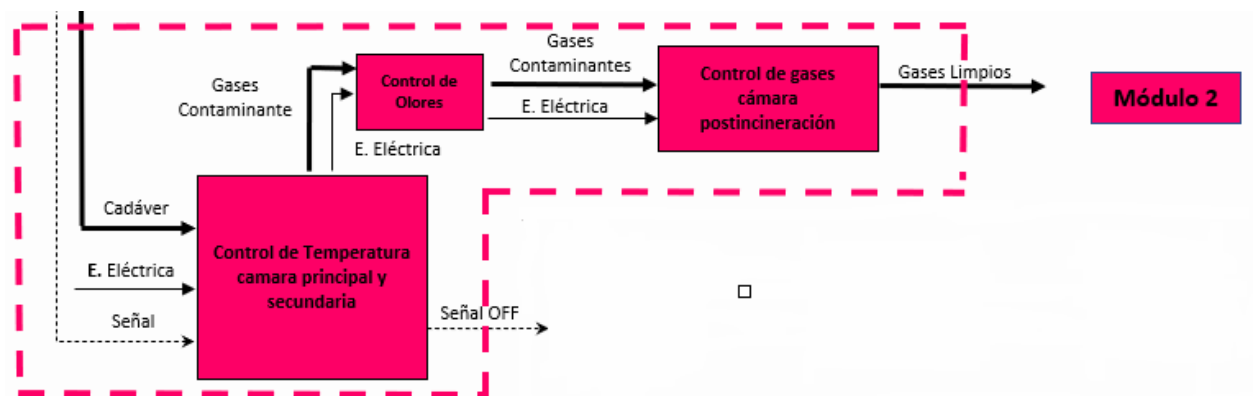 Gases
Contaminantes
Control de
Olores
Control de gases
cámara
postincineración
Gases Limpios
Módulo 2
Gases
Contaminante
E. Eléctrica
E. Eléctrica
Cadáver
E. Eléctrica
Señal
Control de Temperatura
camara principal y
secundaria
Señal OFF